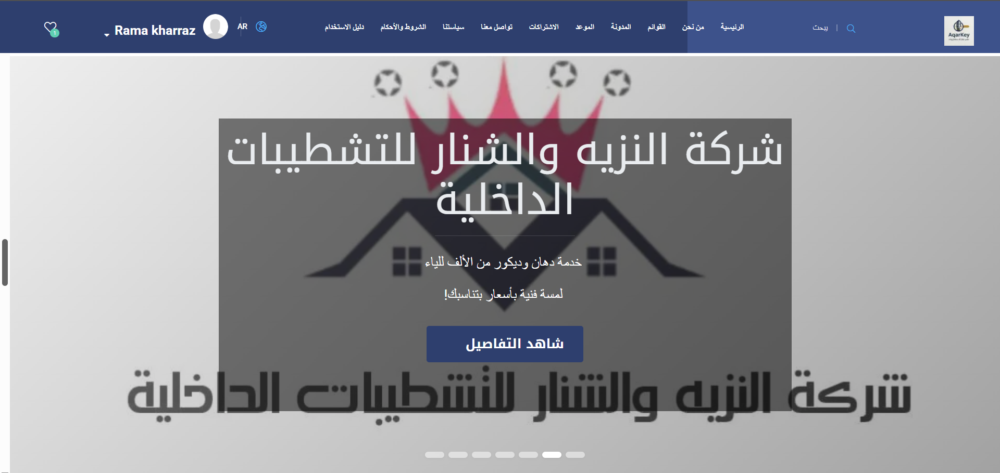 AqarKey
يبحث
الرئيسية
من نحن
القوائم
المدونة
الموعد
الاشتراكات
تواصل معنا
سياستنا
الشروط والأحكام
دليل الاستخدام
AR
Rama kharraz
1
شركة النزيه والشنار للتشطيبات
الداخلية
خدمة دهان وديكور من الألف للياء
لمسة فنية بأسعار بتناسبك!
شاهد التفاصيل
شركة النزيه والشنار للتشطيبات الداخلية